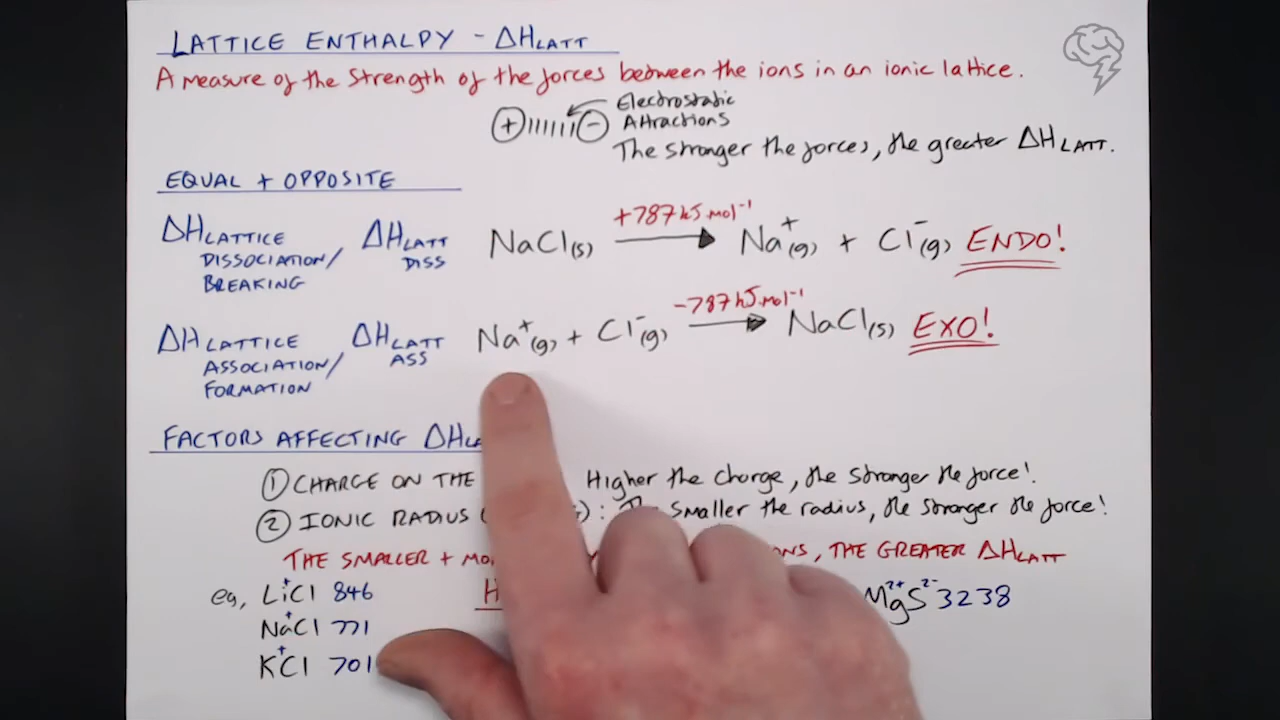 LATTICE ENTHALPY - ΔHLATT
A measure of the strength of the forces between the ions in an ionic lattice.
+ − Electrostatic
Attractions
The stronger the forces, the greater ΔHLATT.
EQUAL + OPPOSITE
ΔHLATTICE DISSOCIATION/BREAKING ΔHLATT DISS NaCl(s) +787 kJ mol⁻¹ → Na⁺(g) + Cl⁻(g) ENDO!
ΔHLATTICE ASSOCIATION/FORMATION ΔHLATT ASS Na⁺(g) + Cl⁻(g) −787 kJ mol⁻¹ → NaCl(s) EXO!
FACTORS AFFECTING ΔH
① CHARGE ON THE Higher the charge, the stronger the force!
② IONIC RADIUS ( ): smaller the radius, the stronger the force!
THE SMALLER + , THE GREATER ΔHLATT
eg, Li⁺Cl 846 Mg²⁺S²⁻ 3238
Na⁺Cl 771
K⁺Cl 701